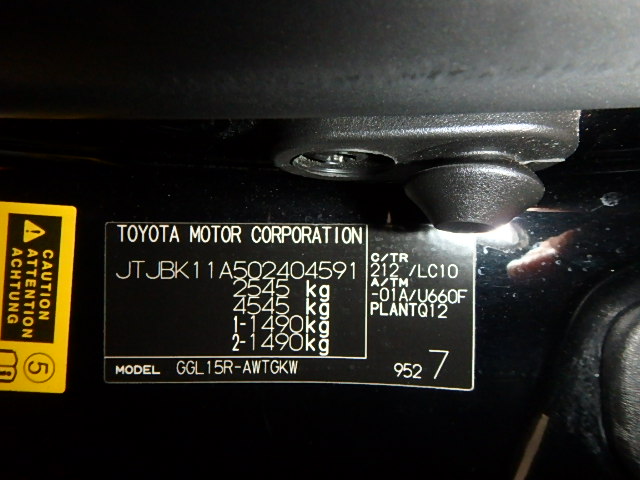 TOYOTA MOTOR CORPORATION
JTJBK11A502404591
2545 kg
4545 kg
1-1490kg
2-1490kg
C/TR
212 /LC10
A/TM
-01A/U660F
PLANTQ12
MODEL GGL15R-AWTGKW
952 7
CAUTION
ATTENTION
ACHTUNG
5